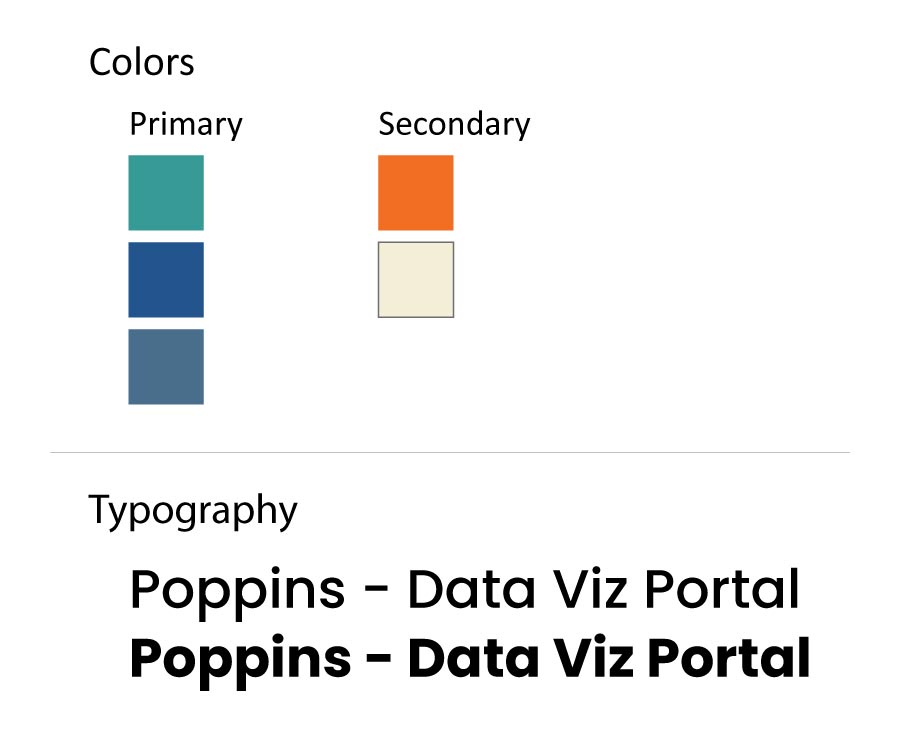 Colors
Primary
Secondary
Typography
Poppins - Data Viz Portal
Poppins - Data Viz Portal